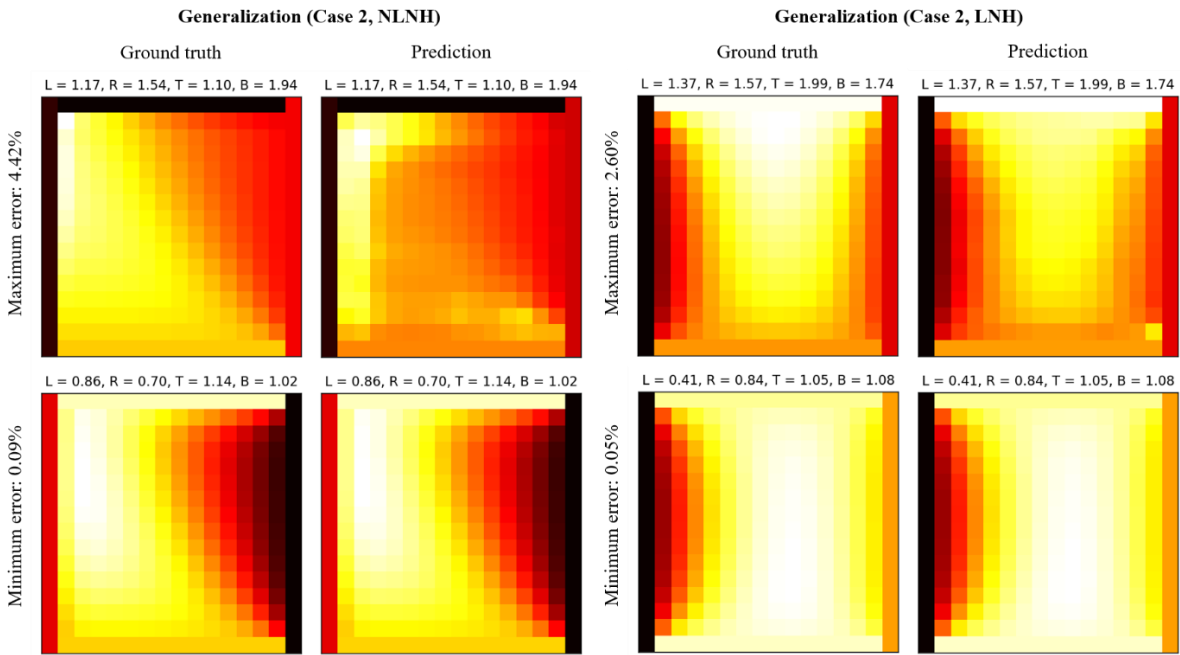 Generalization (Case 2, NLNH)
Ground truth
Prediction
L = 1.17, R = 1.54, T = 1.10, B = 1.94
L = 1.17, R = 1.54, T = 1.10, B = 1.94
Maximum error: 4.42%
L = 0.86, R = 0.70, T = 1.14, B = 1.02
L = 0.86, R = 0.70, T = 1.14, B = 1.02
Minimum error: 0.09%
Generalization (Case 2, LNH)
Ground truth
Prediction
L = 1.37, R = 1.57, T = 1.99, B = 1.74
L = 1.37, R = 1.57, T = 1.99, B = 1.74
Maximum error: 2.60%
L = 0.41, R = 0.84, T = 1.05, B = 1.08
L = 0.41, R = 0.84, T = 1.05, B = 1.08
Minimum error: 0.05%